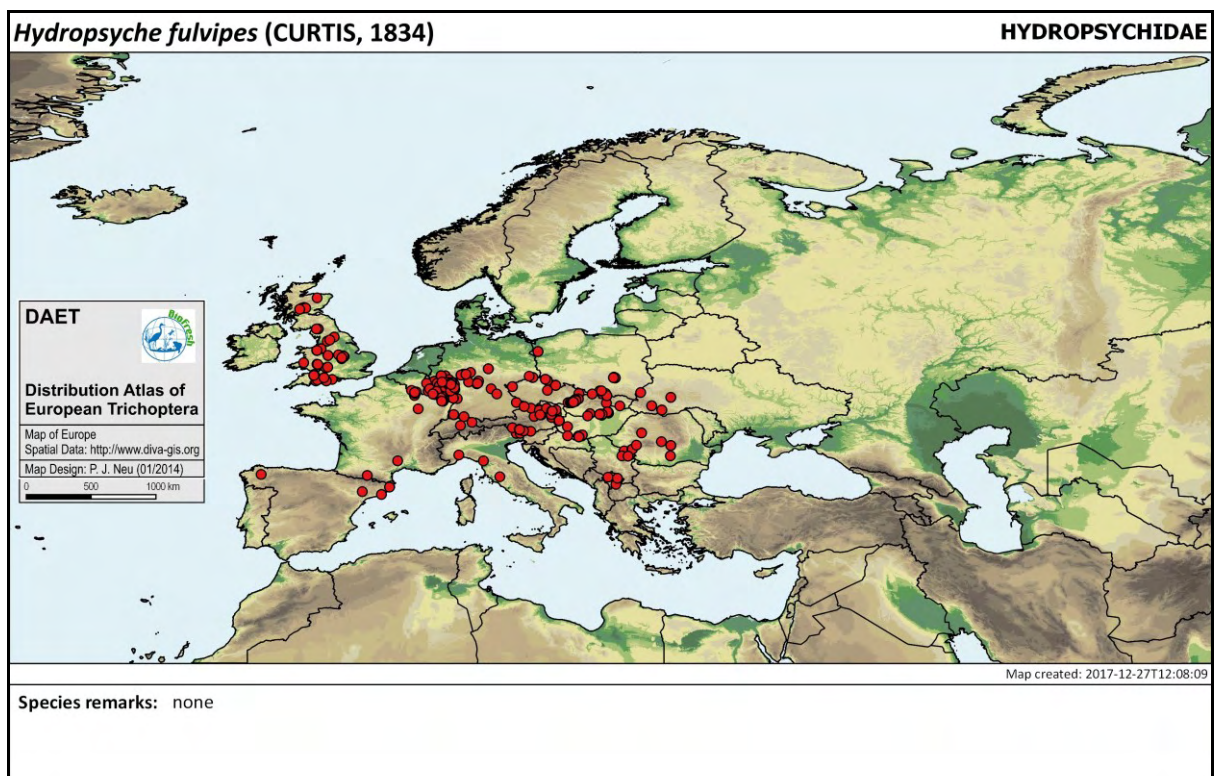 Hydropsyche fulvipes (CURTIS, 1834)
HYDROPSYCHIDAE
DAET
BioFresh
Distribution Atlas of
European Trichoptera
Map of Europe
Spatial Data: http://www.diva-gis.org
Map Design: P. J. Neu (01/2014)
0 500 1000 km
Map created: 2017-12-27T12:08:09
Species remarks: none